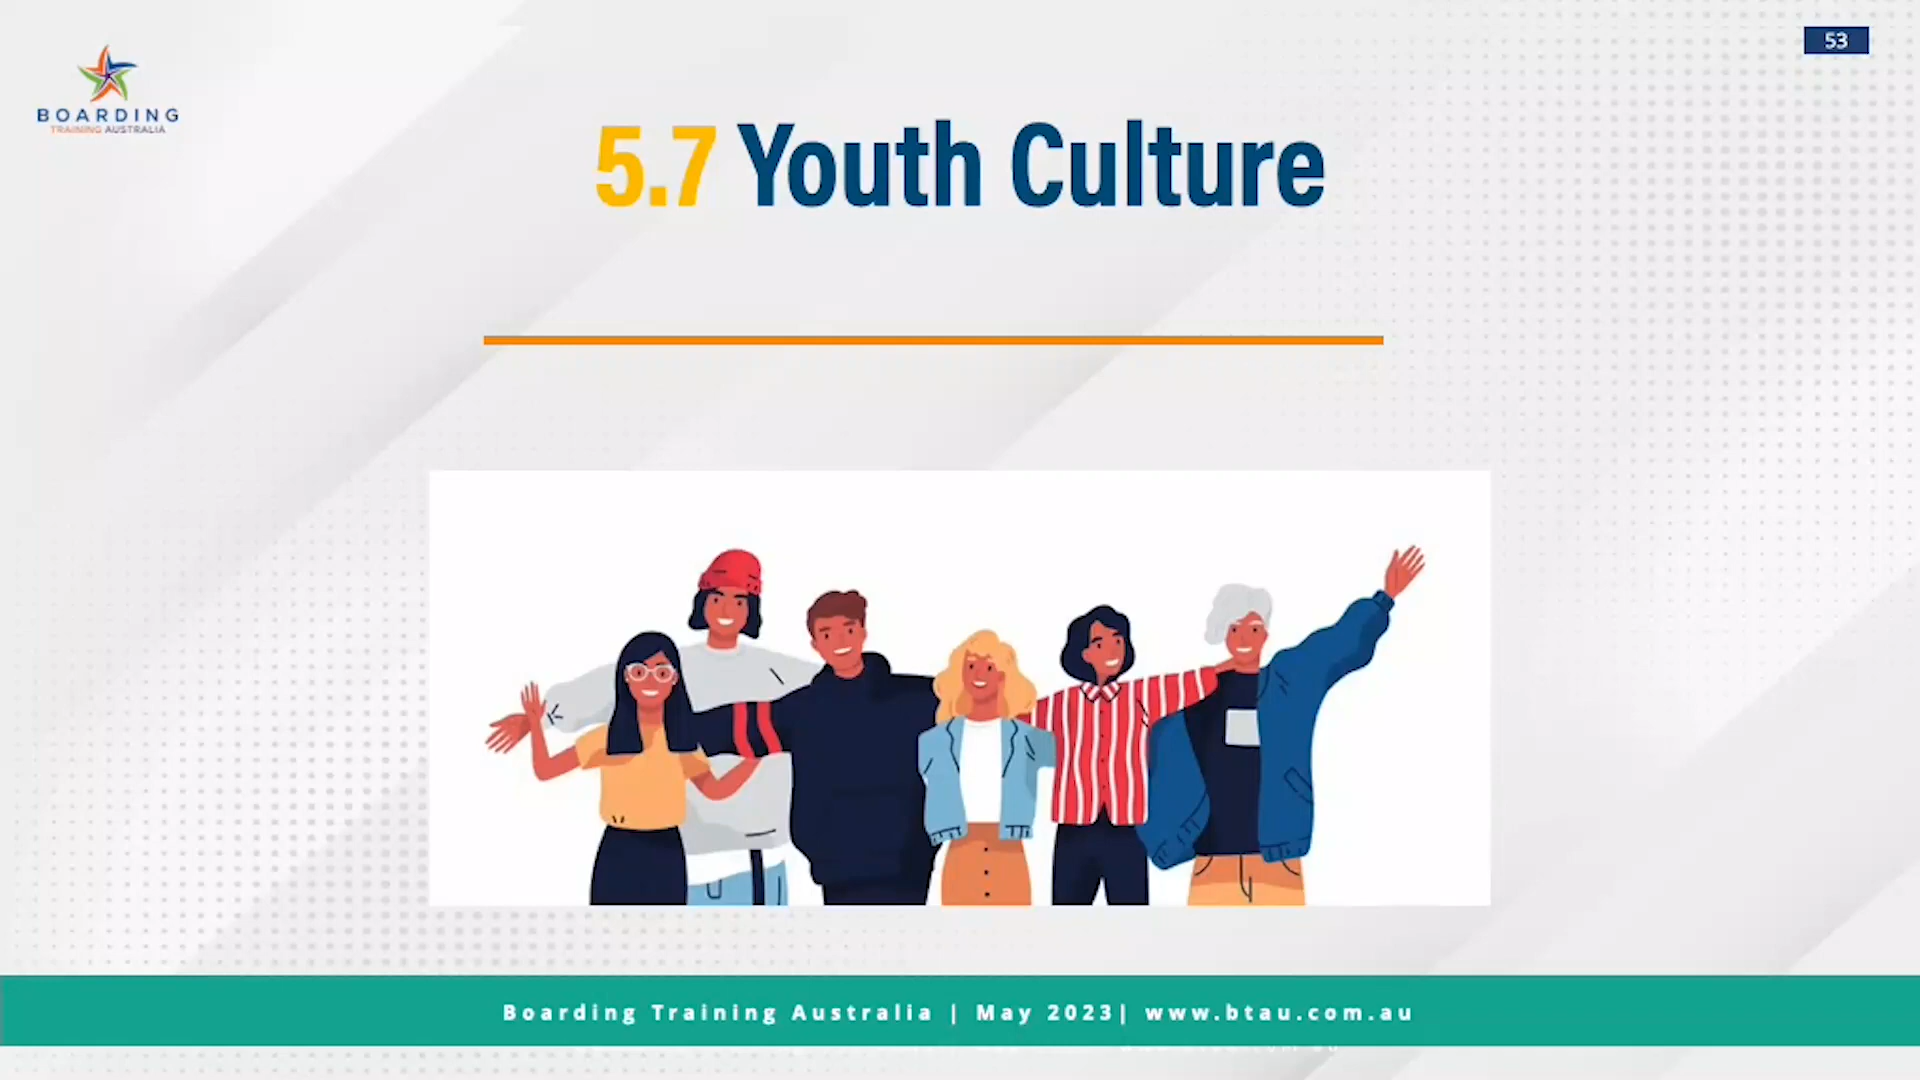 BOARDING
TRAINING AUSTRALIA
53
5.7 Youth Culture
Boarding Training Australia | May 2023| www.btau.com.au